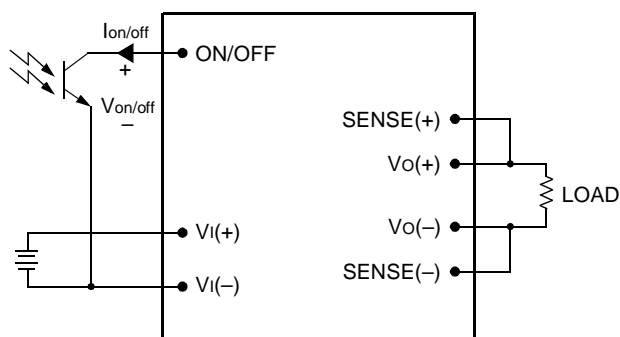 Ion/off
+
ON/OFF
Von/off
–
SENSE(+)
VO(+)
LOAD
VO(–)
SENSE(–)
VI(+)
VI(–)